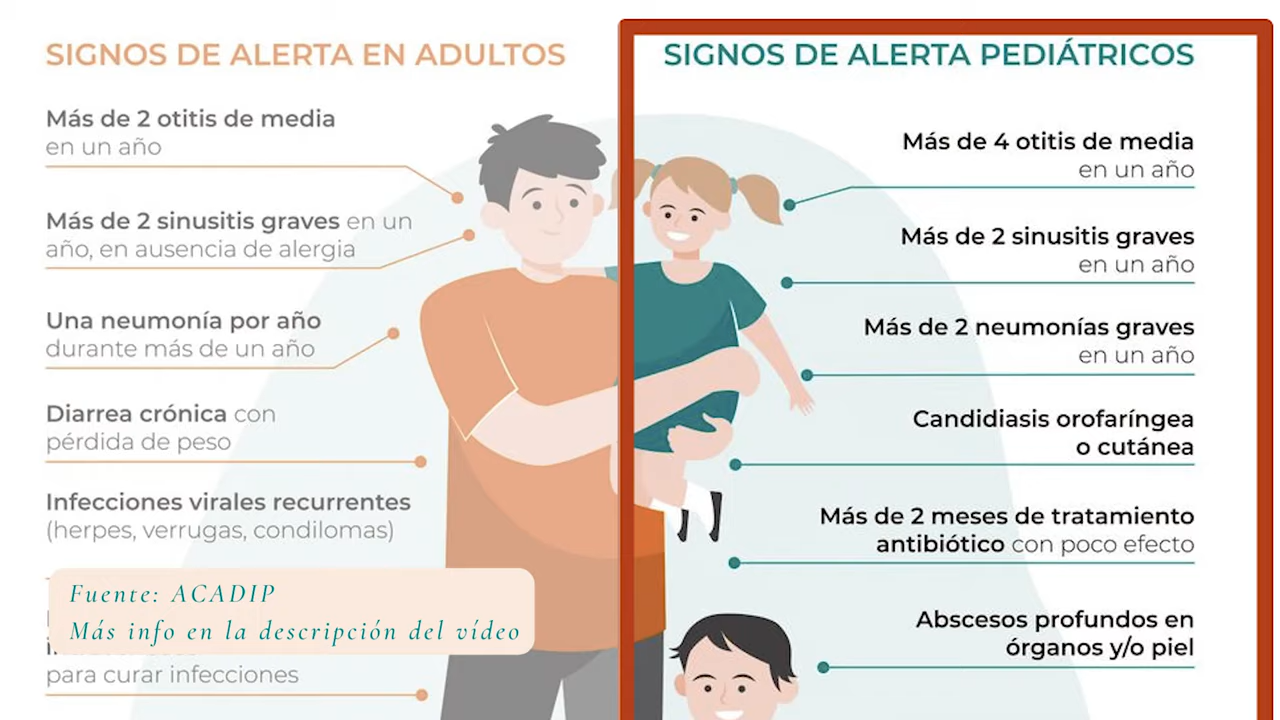 SIGNOS DE ALERTA EN ADULTOS
Más de 2 otitis de media
en un año
Más de 2 sinusitis graves en un
año, en ausencia de alergia
Una neumonía por año
durante más de un año
Diarrea crónica con
pérdida de peso
Infecciones virales recurrentes
(herpes, verrugas, condilomas)
Fuente: ACADIP
Más info en la descripción del vídeo
para curar infecciones
SIGNOS DE ALERTA PEDIÁTRICOS
Más de 4 otitis de media
en un año
Más de 2 sinusitis graves
en un año
Más de 2 neumonías graves
en un año
Candidiasis orofaríngea
o cutánea
Más de 2 meses de tratamiento
antibiótico con poco efecto
Abscesos profundos en
órganos y/o piel